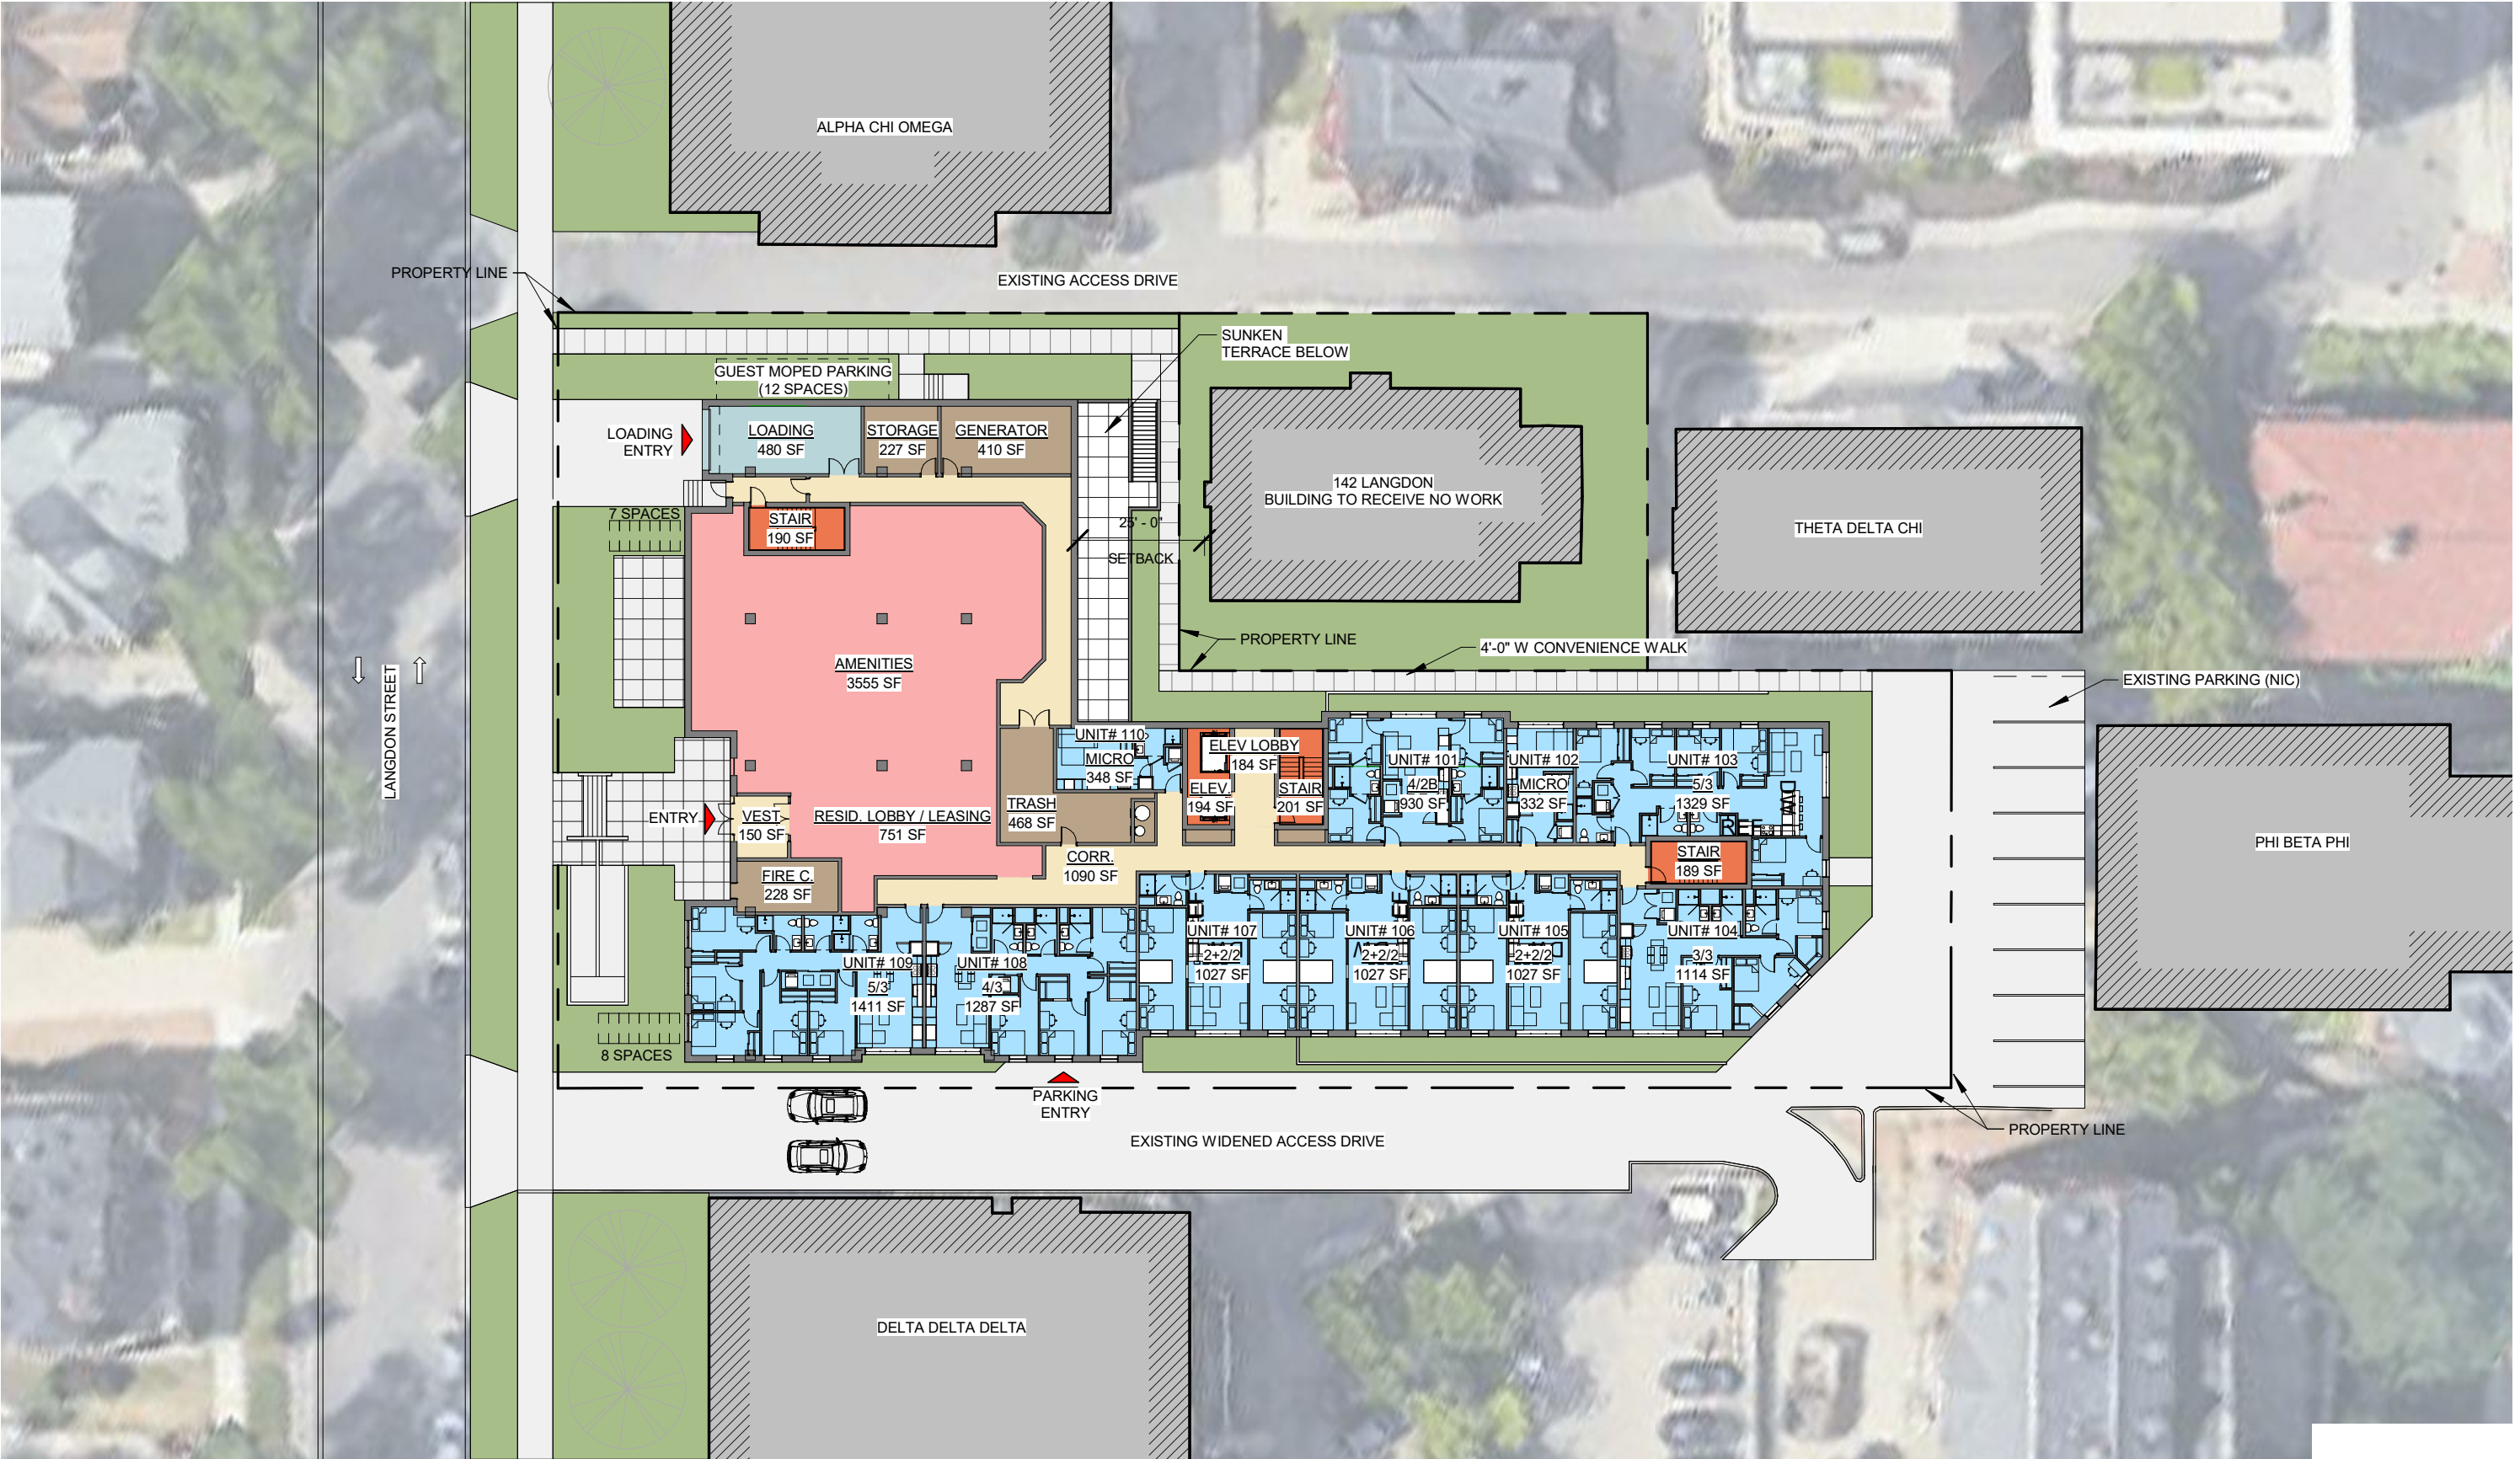 ALPHA CHI OMEGA
PROPERTY LINE
EXISTING ACCESS DRIVE
SUNKEN
TERRACE BELOW
GUEST MOPED PARKING
(12 SPACES)
LOADING
ENTRY
LOADING
480 SF
STORAGE
227 SF
GENERATOR
410 SF
7 SPACES
STAIR
190 SF
25' - 0"
SETBACK
142 LANGDON
BUILDING TO RECEIVE NO WORK
THETA DELTA CHI
PROPERTY LINE
4'-0" W CONVENIENCE WALK
EXISTING PARKING (NIC)
LANGDON STREET
AMENITIES
3555 SF
UNIT# 110
MICRO
348 SF
ELEV LOBBY
184 SF
ELEV.
194 SF
STAIR
201 SF
UNIT# 101
4/2B
930 SF
UNIT# 102
MICRO
332 SF
UNIT# 103
5/3
1329 SF
DW
R
ENTRY
VEST
150 SF
RESID. LOBBY / LEASING
751 SF
TRASH
468 SF
CORR.
1090 SF
STAIR
189 SF
PHI BETA PHI
FIRE C.
228 SF
UNIT# 109
5/3
1411 SF
UNIT# 108
4/3
1287 SF
UNIT# 107
2+2/2
1027 SF
UNIT# 106
2+2/2
1027 SF
UNIT# 105
2+2/2
1027 SF
UNIT# 104
3/3
1114 SF
8 SPACES
PARKING
ENTRY
EXISTING WIDENED ACCESS DRIVE
PROPERTY LINE
DELTA DELTA DELTA